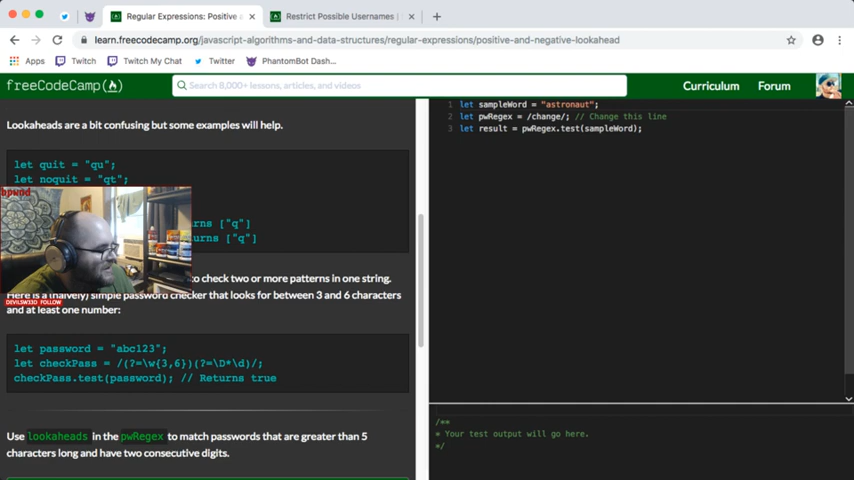 Regular Expressions: Positive a
Restrict Possible Usernames |
learn.freecodecamp.org/javascript-algorithms-and-data-structures/regular-expressions/positive-and-negative-lookahead
Apps
Twitch
Twitch My Chat
Twitter
PhantomBot Dash...
freeCodeCamp
Search 8,000+ lessons, articles, and videos
Curriculum
Forum
Lookaheads are a bit confusing but some examples will help.
let quit = "qu";
let noquit = "qt";
rns ["q"]
urns ["q"]
to check two or more patterns in one string.
Here is a (naively) simple password checker that looks for between 3 and 6 characters
and at least one number:
let password = "abc123";
let checkPass = /(?=\w{3,6})(?=\D*\d)/;
checkPass.test(password); // Returns true
Use lookaheads in the pwRegex to match passwords that are greater than 5
characters long and have two consecutive digits.
DEVILSW33D FOLLOW
1 let sampleWord = "astronaut";
2 let pwRegex = /change/; // Change this line
3 let result = pwRegex.test(sampleWord);
/**
* Your test output will go here.
*/